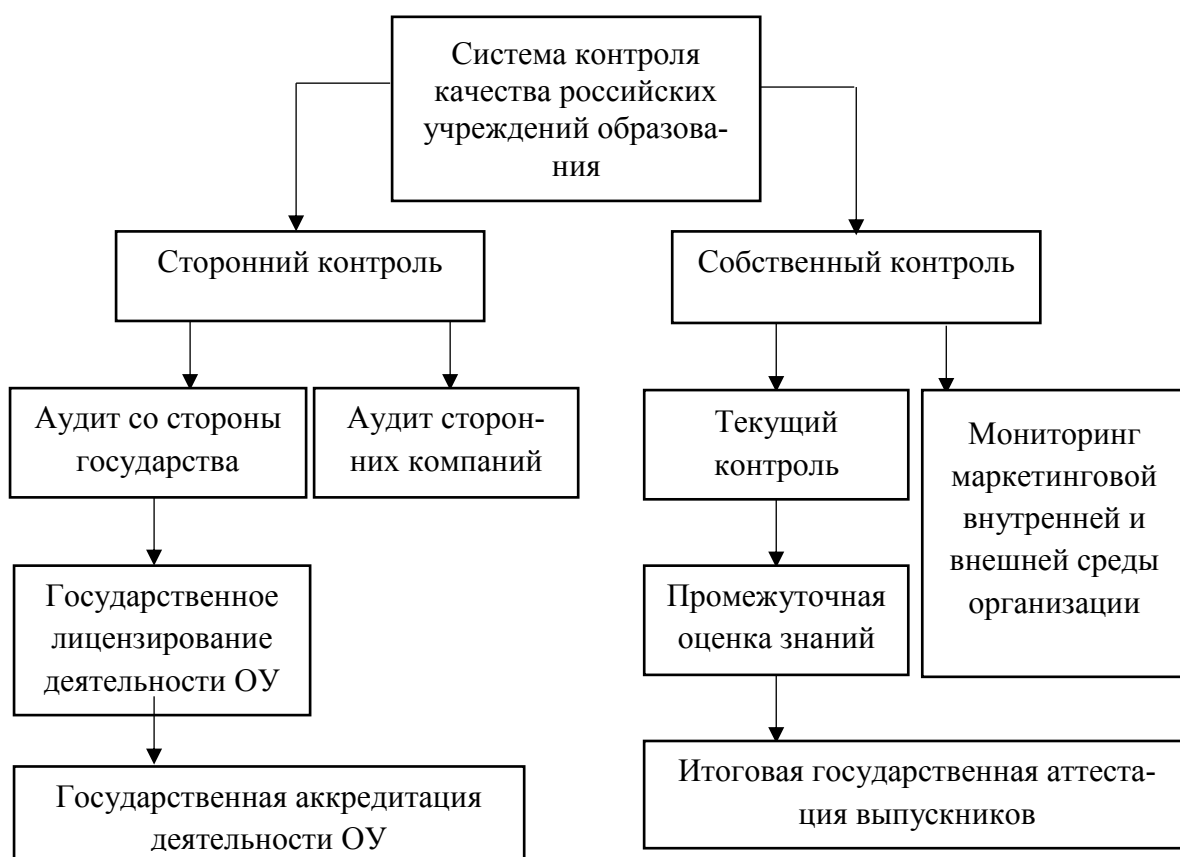 Система контроля
качества российских
учреждений образова-
ния
Сторонний контроль
Собственный контроль
Аудит со стороны
государства
Аудит сторон-
них компаний
Текущий
контроль
Мониторинг
маркетинговой
внутренней и
внешней среды
организации
Государственное
лицензирование
деятельности ОУ
Промежуточная
оценка знаний
Государственная аккредитация
деятельности ОУ
Итоговая государственная аттеста-
ция выпускников